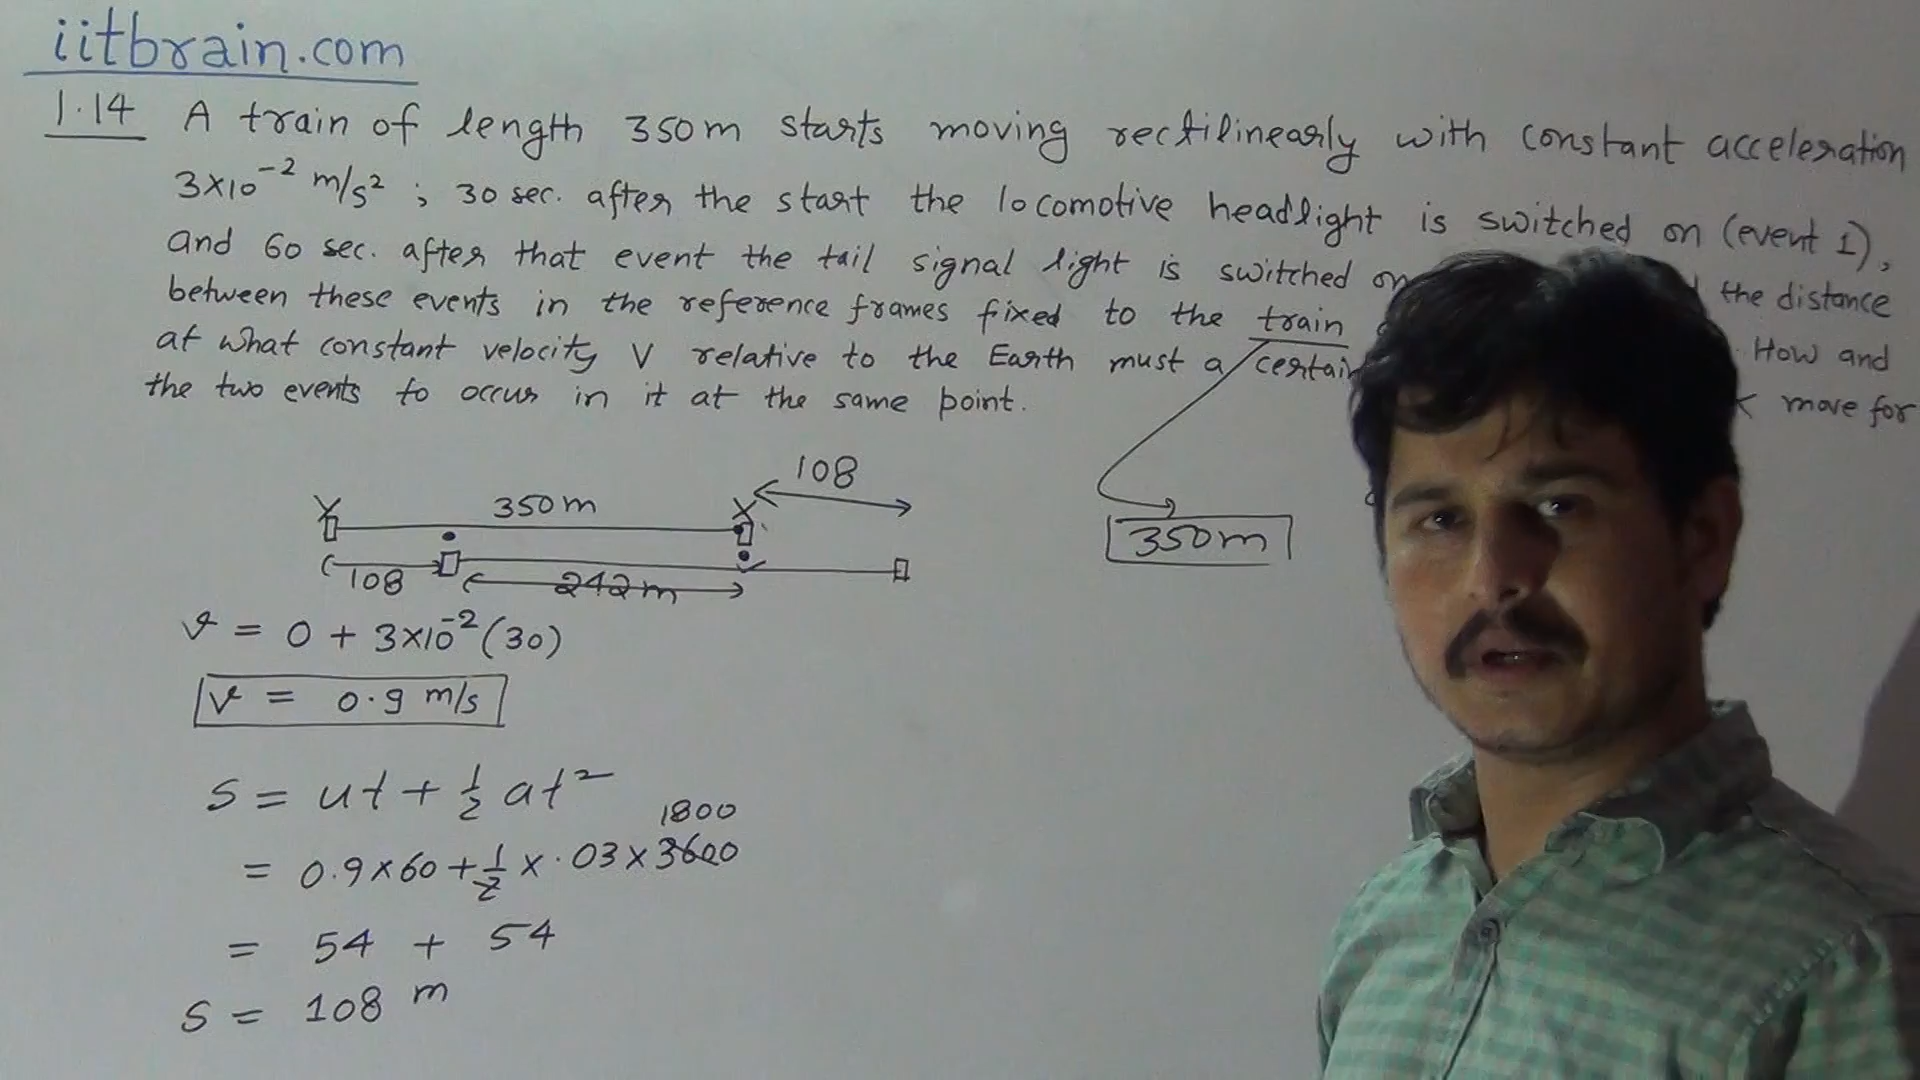 iitbrain.com
1.14 A train of length 350m starts moving rectilinearly with constant acceleration
3×10⁻² m/s² ; 30 sec. after the start the locomotive headlight is switched on (event 1),
and 60 sec. after that event the tail signal light is switched on the distance
between these events in the reference frames fixed to the train How and
at what constant velocity V relative to the Earth must a certain move for
the two events to occur in it at the same point.
108
350m
350m
108
242m
v = 0 + 3×10⁻²(30)
v = 0.9 m/s
S = ut + 1/2 at²
1800
= 0.9×60 + 1/2 × .03 × 3600
= 54 + 54
S = 108 m